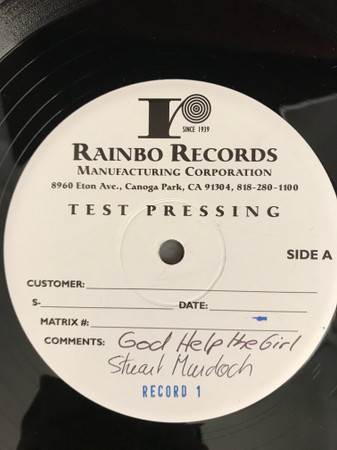 r
SINCE 1939
RAINBO RECORDS
MANUFACTURING CORPORATION
8960 Eton Ave., Canoga Park, CA 91304, 818-280-1100
TEST PRESSING
SIDE A
CUSTOMER:
S- DATE:
MATRIX #:
COMMENTS: God Help the Girl
Stuart Murdoch
RECORD 1